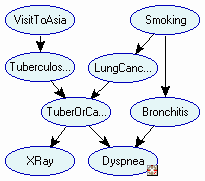 VisitToAsia
Smoking
Tuberculos...
LungCanc...
TuberOrCa...
Bronchitis
XRay
Dyspnea